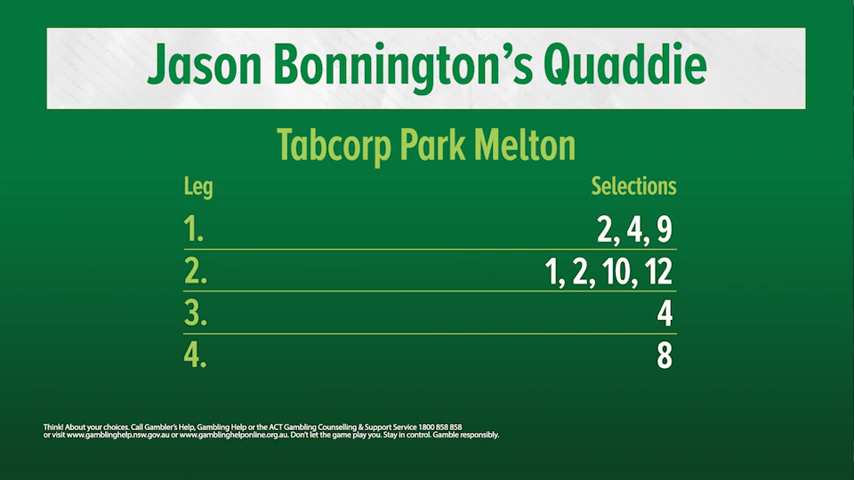 Jason Bonnington's Quaddie
Tabcorp Park Melton
Leg Selections
1. 2, 4, 9
2. 1, 2, 10, 12
3. 4
4. 8
Think! About your choices. Call Gambler's Help, Gambling Help or the ACT Gambling Counselling & Support Service 1800 858 858
or visit www.gamblinghelp.nsw.gov.au or www.gamblinghelponline.org.au. Don't let the game play you. Stay in control. Gamble responsibly.